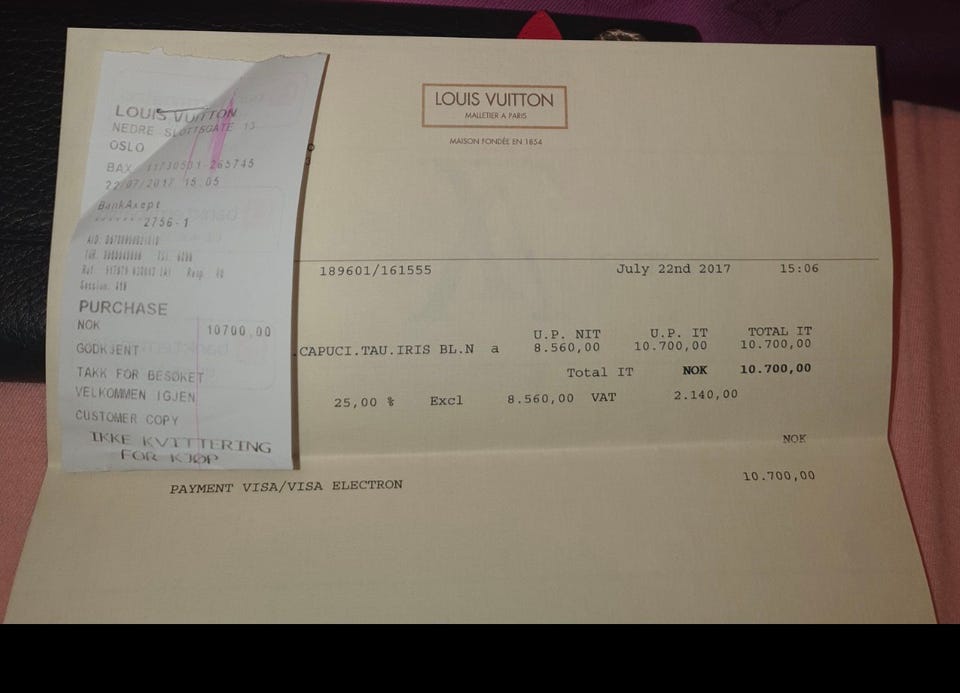 LOUIS VUITTON
NEDRE SLOTTSGATE 13
OSLO
BAX: 11730501-265745
22/07/2017 15.05
BankAxept
2756-1
PURCHASE
NOK 10700,00
GODKJENT
TAKK FOR BESØKET
VELKOMMEN IGJEN
CUSTOMER COPY
IKKE KVITTERING
FOR KJØP
LOUIS VUITTON
MALLETIER A PARIS
MAISON FONDÉE EN 1854
189601/161555 July 22nd 2017 15:06
U.P. NIT U.P. IT TOTAL IT
.CAPUCI.TAU.IRIS BL.N a 8.560,00 10.700,00 10.700,00
Total IT NOK 10.700,00
25,00 % Excl 8.560,00 VAT 2.140,00
NOK
PAYMENT VISA/VISA ELECTRON 10.700,00